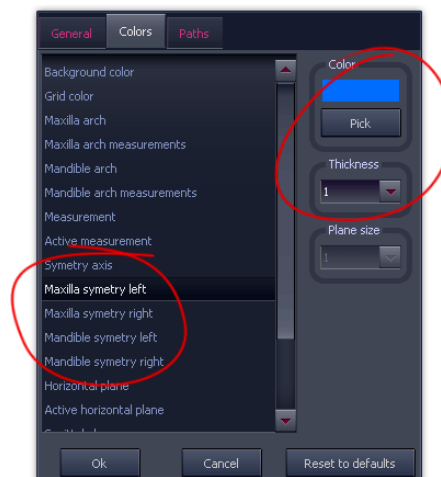 General Colors Paths
Background color
Grid color
Maxilla arch
Maxilla arch measurements
Mandible arch
Mandible arch measurements
Measurement
Active measurement
Symetry axis
Maxilla symetry left
Maxilla symetry right
Mandible symetry left
Mandible symetry right
Horizontal plane
Active horizontal plane
Color
Pick
Thickness
1
Plane size
1
Ok Cancel Reset to defaults